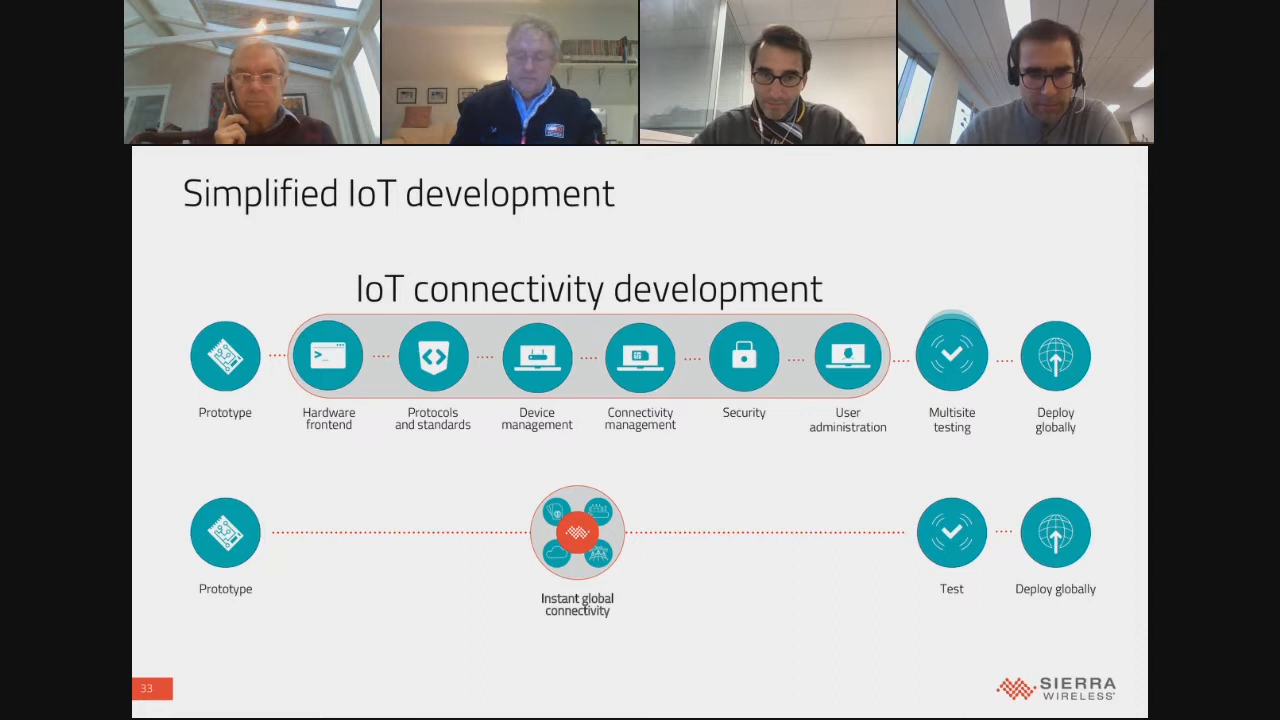 Simplified IoT development
IoT connectivity development
Prototype
Hardware
frontend
Protocols
and standards
Device
management
Connectivity
management
Security
User
administration
Multisite
testing
Deploy
globally
Prototype
Instant global
connectivity
Test
Deploy globally
33
SIERRA
WIRELESS